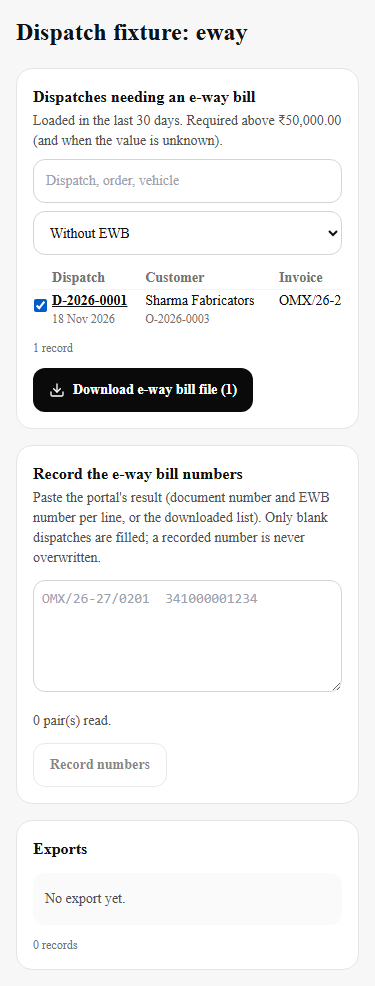 Dispatch fixture: eway
Dispatches needing an e-way bill
Loaded in the last 30 days. Required above ₹50,000.00
(and when the value is unknown).
Dispatch, order, vehicle
Without EWB
Dispatch Customer Invoice
D-2026-0001 Sharma Fabricators OMX/26-2
18 Nov 2026 O-2026-0003
1 record
Download e-way bill file (1)
Record the e-way bill numbers
Paste the portal's result (document number and EWB
number per line, or the downloaded list). Only blank
dispatches are filled; a recorded number is never
overwritten.
OMX/26-27/0201 341000001234
0 pair(s) read.
Record numbers
Exports
No export yet.
0 records